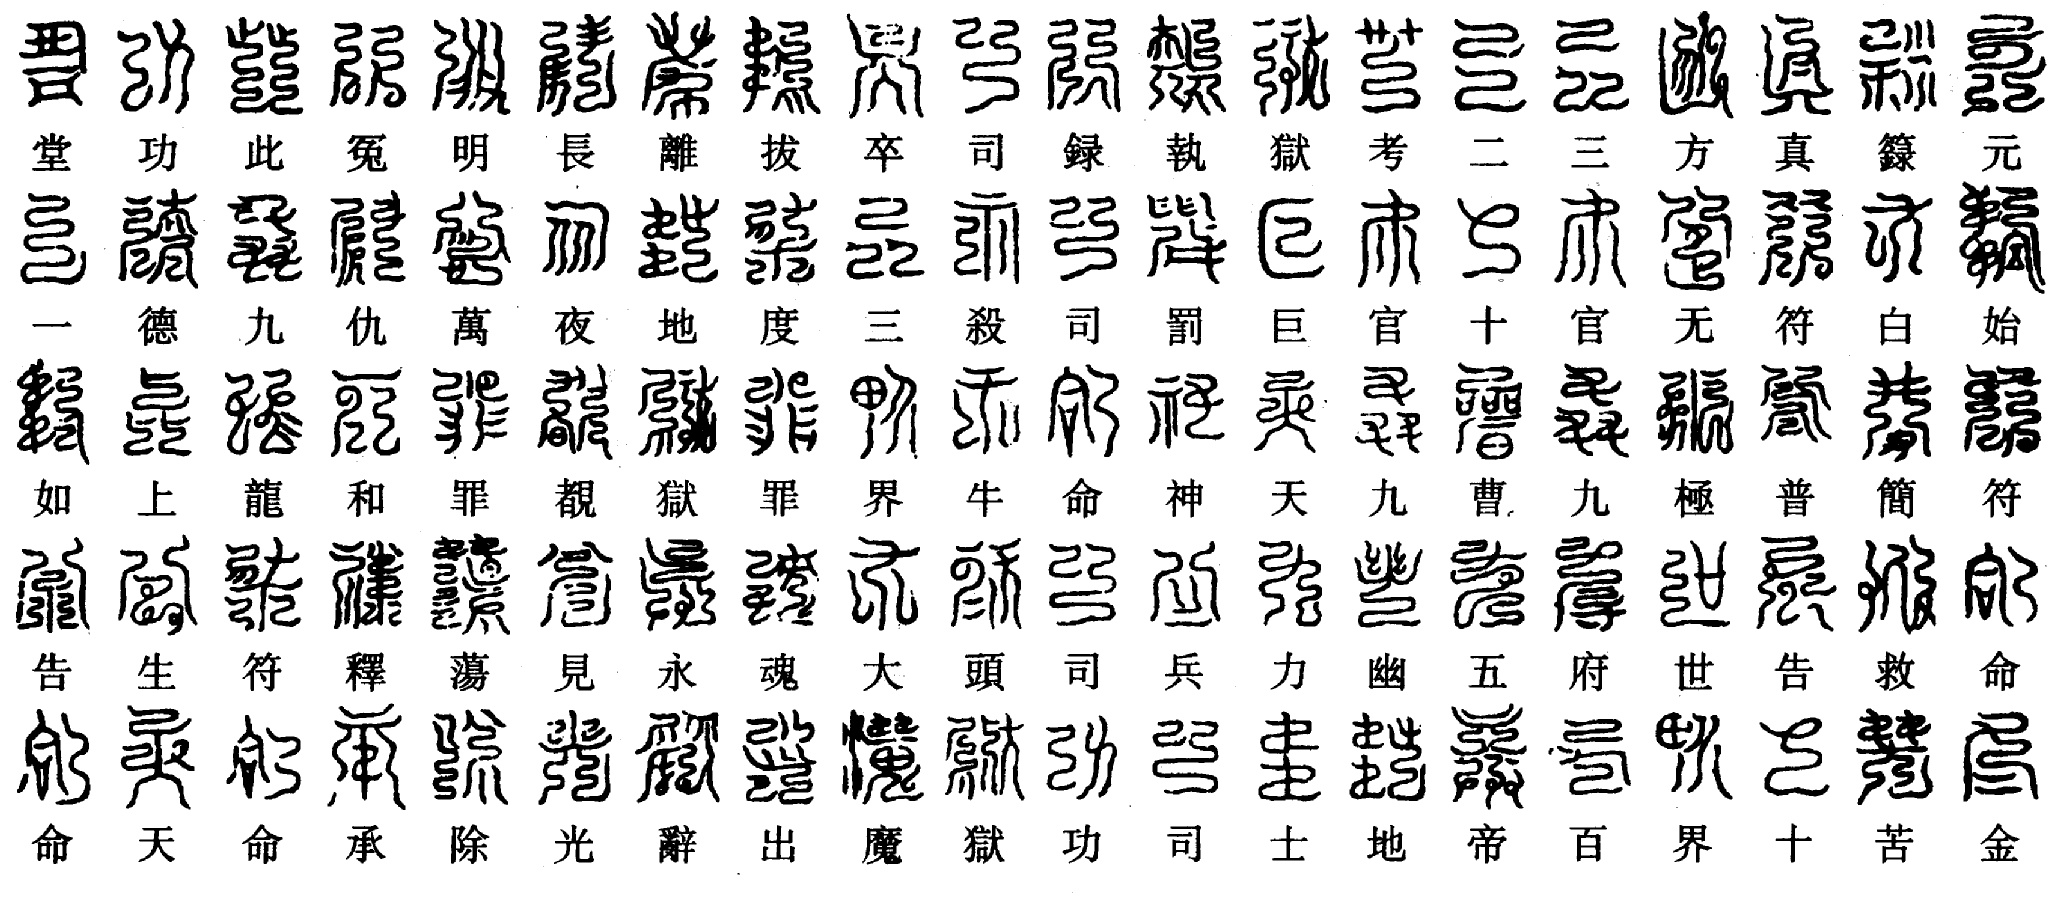 元始符命金
籙白簡救苦
真符普告十
方无極世界
三官九府百
二十曹五帝
考官九幽地
獄巨天力士
執罰神兵司
録司命司功
司殺牛頭獄
卒三界大魔
拔度罪魂出
離地獄永辭
長夜覩見光
明萬罪蕩除
冤仇和釋承
此九龍符命
功德上生天
堂一如告命